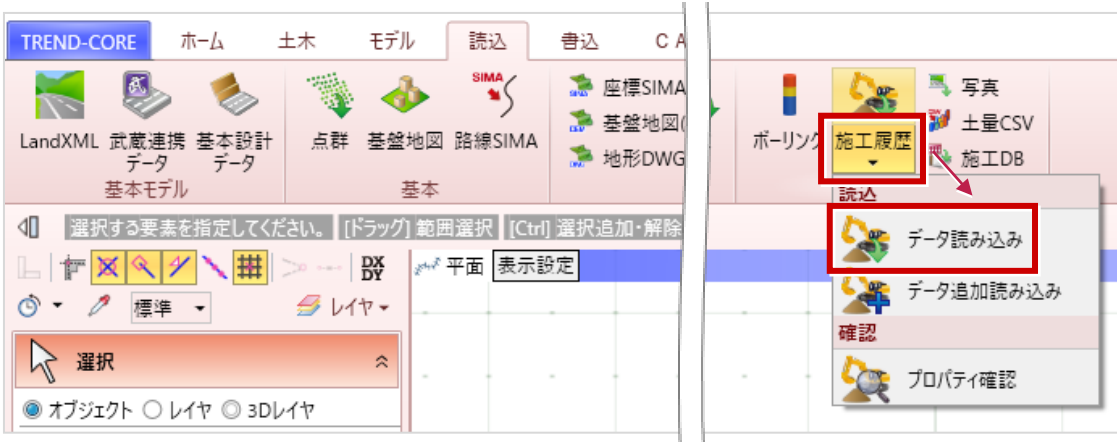 TREND-CORE ホーム 土木 モデル 読込 書込 C A
LandXML 武蔵連携データ 基本設計データ
基本モデル
点群 基盤地図 路線SIMA
基本
座標SIMA
基盤地図(
地形DWG
ボーリング 施工履歴
写真
土量CSV
施工DB
読込
データ読み込み
データ追加読み込み
確認
プロパティ確認
選択する要素を指定してください。 [ドラッグ] 範囲選択 [Ctrl] 選択追加・解除
DX
DY
平面 表示設定
標準 レイヤ
選択
オブジェクト レイヤ 3Dレイヤ